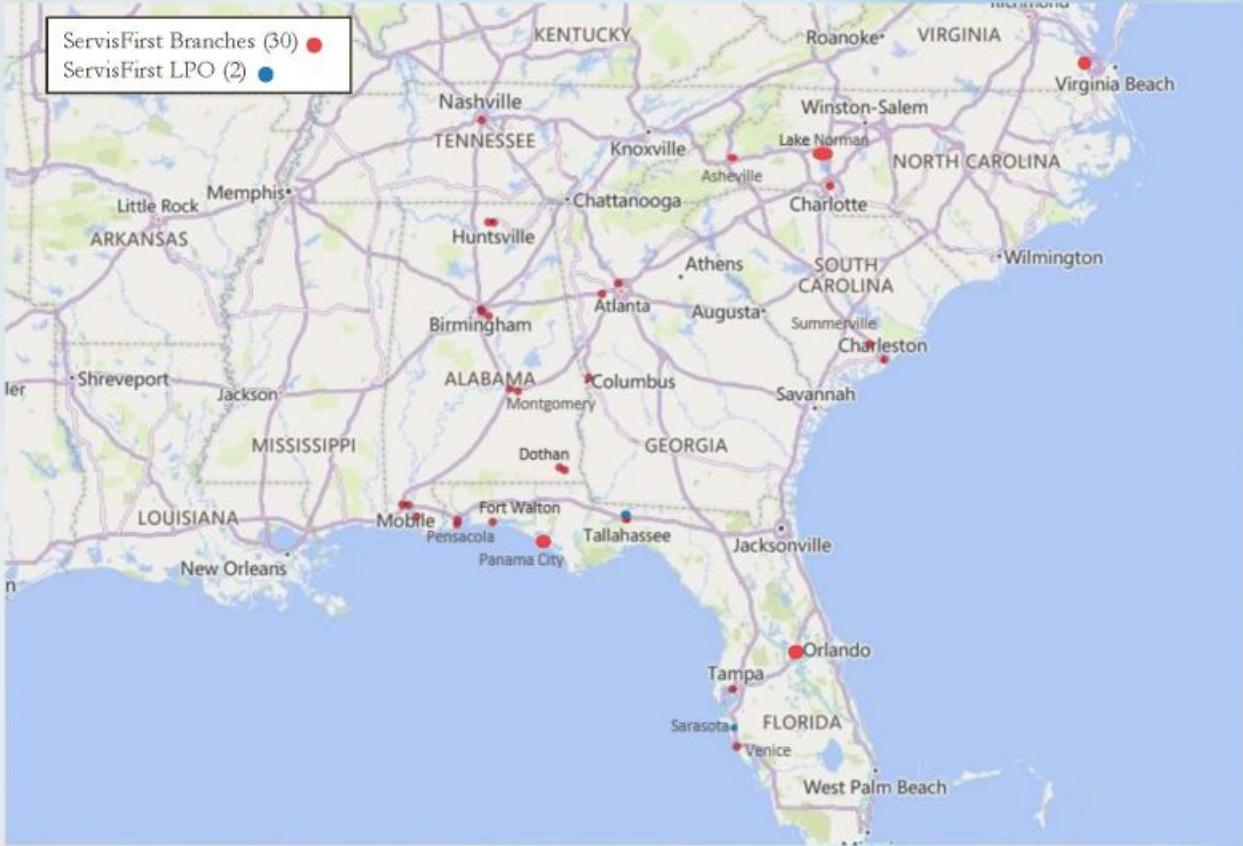 ServisFirst Branches (30)
ServisFirst LPO (2)
KENTUCKY
Roanoke
VIRGINIA
Richmond
Virginia Beach
Nashville
TENNESSEE
Knoxville
Winston-Salem
Lake Norman
NORTH CAROLINA
Asheville
Charlotte
Memphis
Little Rock
ARKANSAS
Chattanooga
Huntsville
Wilmington
Athens
SOUTH
CAROLINA
Atlanta
Augusta
Summerville
Charleston
Birmingham
Shreveport
ler
Jackson
ALABAMA
Columbus
Montgomery
Savannah
MISSISSIPPI
GEORGIA
Dothan
LOUISIANA
Mobile
Fort Walton
Pensacola
Tallahassee
Jacksonville
Panama City
New Orleans
n
Orlando
Tampa
Sarasota
FLORIDA
Venice
West Palm Beach